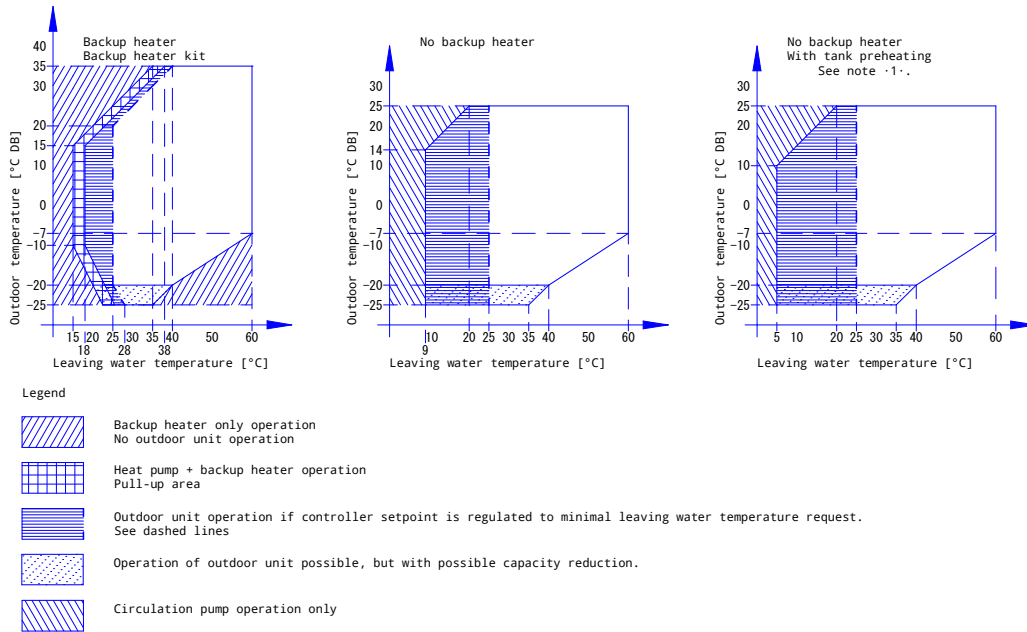 Backup heater
Backup heater kit
40
35
30
20
15
10
0
−7
−10
−20
−25
Outdoor temperature [°C DB]
15 20 25 30 35 40 50 60
18 28 38
Leaving water temperature [°C]
No backup heater
30
25
20
14
10
0
−7
−10
−20
−25
Outdoor temperature [°C DB]
10 20 25 30 35 40 50 60
9
Leaving water temperature [°C]
No backup heater
With tank preheating
See note ·1·.
30
25
20
10
0
−7
−10
−20
−25
Outdoor temperature [°C DB]
5 10 20 25 30 35 40 50 60
Leaving water temperature [°C]
Legend
Backup heater only operation
No outdoor unit operation
Heat pump + backup heater operation
Pull-up area
Outdoor unit operation if controller setpoint is regulated to minimal leaving water temperature request.
See dashed lines
Operation of outdoor unit possible, but with possible capacity reduction.
Circulation pump operation only